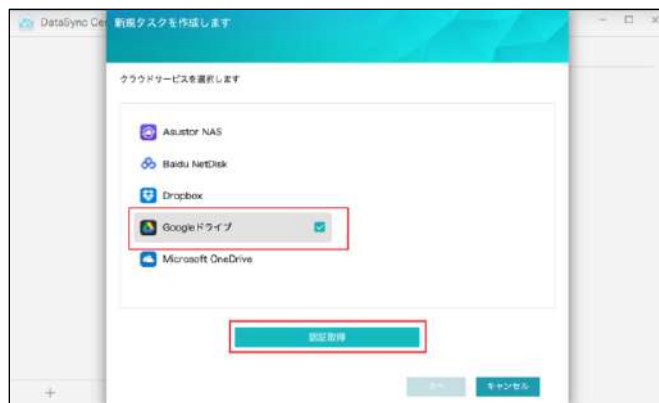 DataSync Ce
新規タスクを作成します
クラウドサービスを選択します
Asustor NAS
Baidu NetDisk
Dropbox
Googleドライブ
Microsoft OneDrive
認証取得
次へ
キャンセル